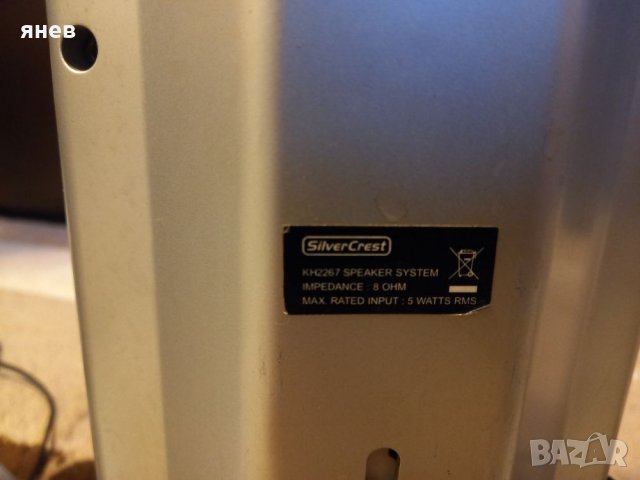 янев
SilverCrest
KH2267 SPEAKER SYSTEM
IMPEDANCE : 8 OHM
MAX. RATED INPUT : 5 WATTS RMS
BAZAR